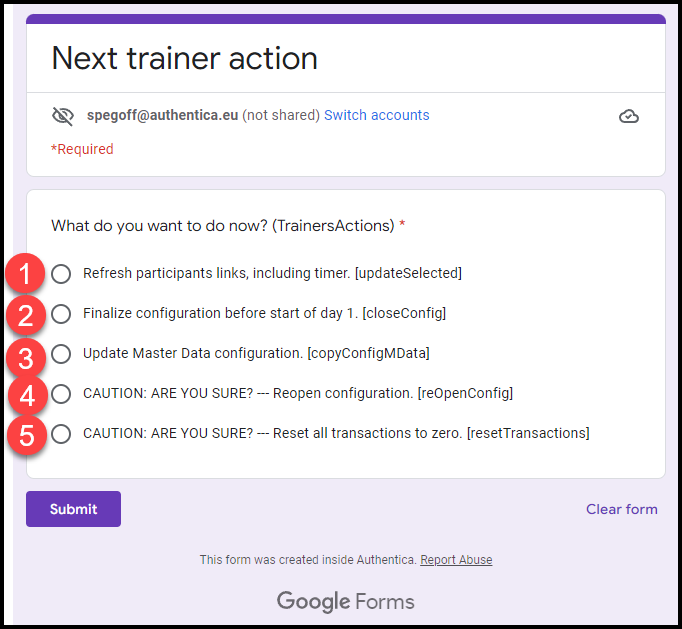 Next trainer action
spegoff@authentica.eu (not shared) Switch accounts
*Required
What do you want to do now? (TrainersActions) *
1 Refresh participants links, including timer. [updateSelected]
2 Finalize configuration before start of day 1. [closeConfig]
3 Update Master Data configuration. [copyConfigMData]
4 CAUTION: ARE YOU SURE? --- Reopen configuration. [reOpenConfig]
5 CAUTION: ARE YOU SURE? --- Reset all transactions to zero. [resetTransactions]
Submit Clear form
This form was created inside Authentica. Report Abuse
Google Forms